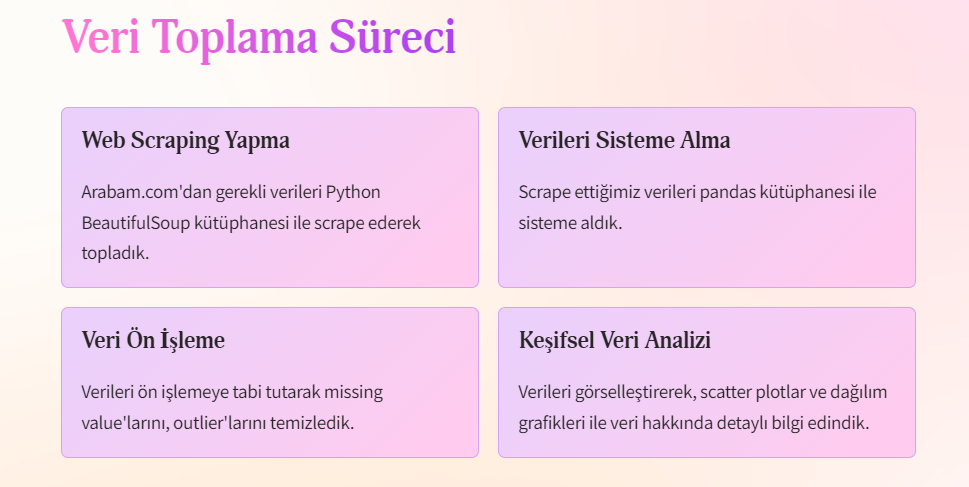 Veri Toplama Süreci
Web Scraping Yapma
Arabam.com'dan gerekli verileri Python
BeautifulSoup kütüphanesi ile scrape ederek
topladık.
Verileri Sisteme Alma
Scrape ettiğimiz verileri pandas kütüphanesi ile
sisteme aldık.
Veri Ön İşleme
Verileri ön işlemeye tabi tutarak missing
value'larını, outlier'larını temizledik.
Keşifsel Veri Analizi
Verileri görselleştirerek, scatter plotlar ve dağılım
grafikleri ile veri hakkında detaylı bilgi edindik.